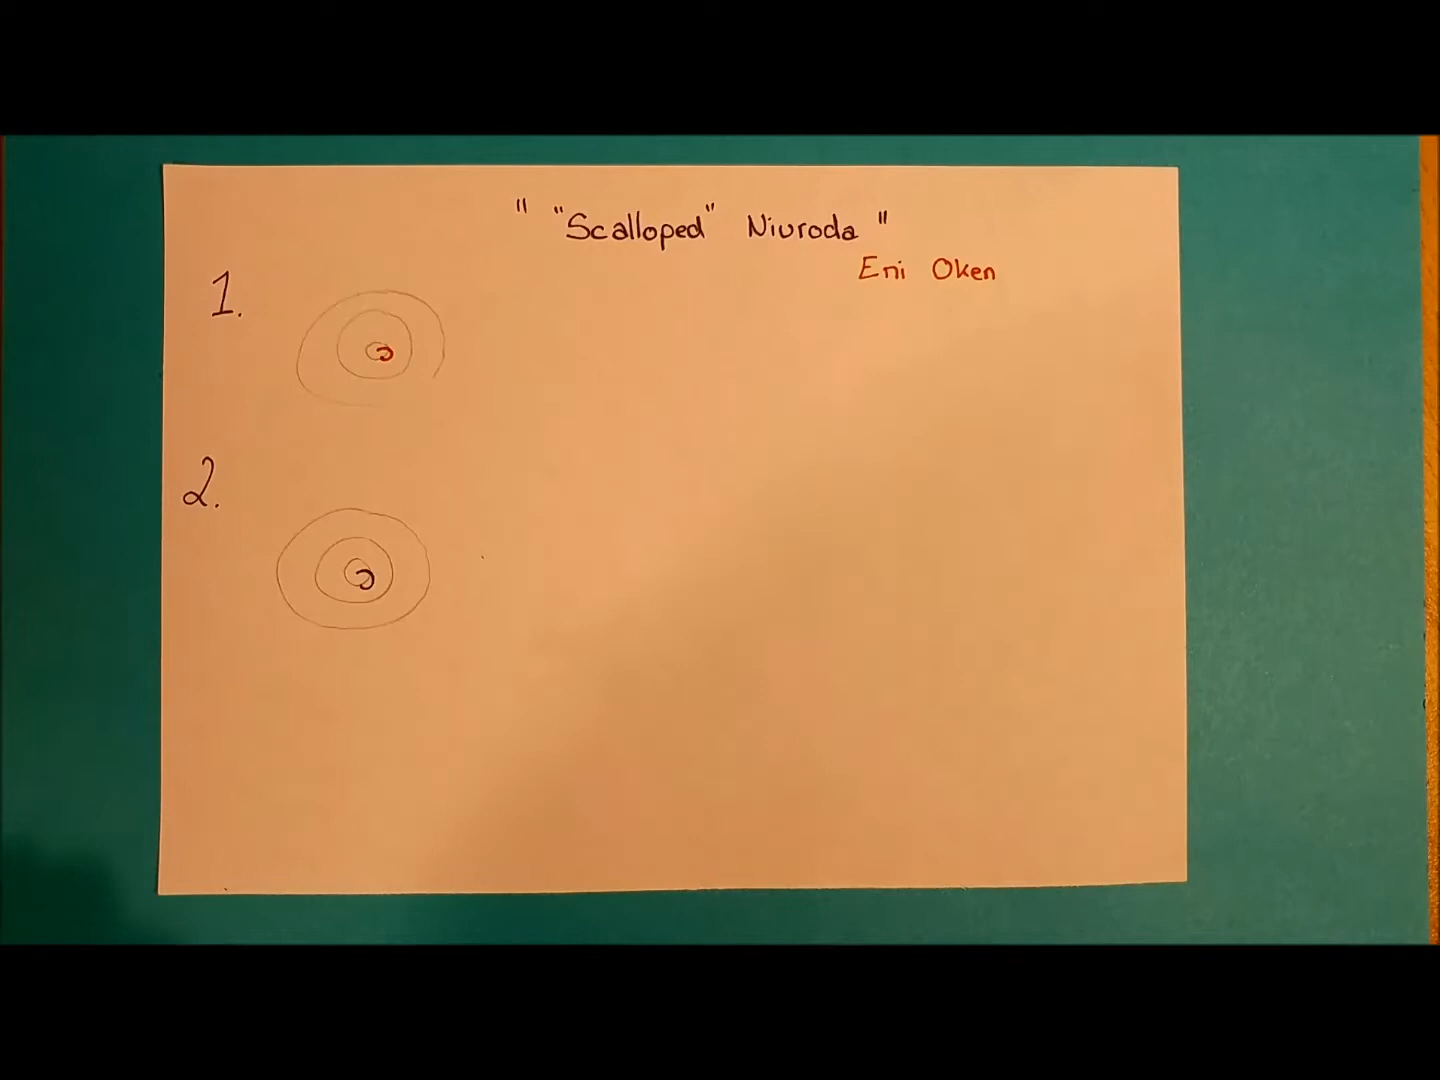 " "Scalloped" Niuroda "
Eni Oken
1.
2.